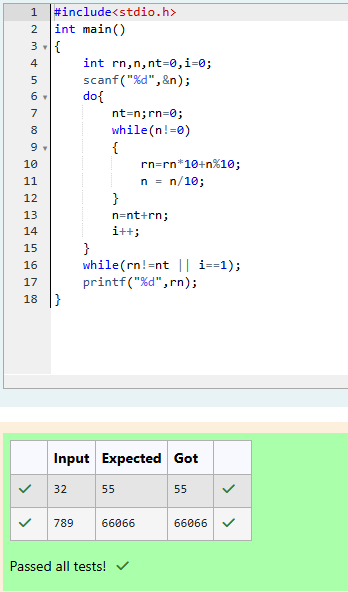 1 #include<stdio.h>
2 int main()
3 {
4     int rn,n,nt=0,i=0;
5     scanf("%d",&n);
6     do{
7         nt=n;rn=0;
8         while(n!=0)
9         {
10             rn=rn*10+n%10;
11             n = n/10;
12         }
13         n=nt+rn;
14         i++;
15     }
16     while(rn!=nt || i==1);
17     printf("%d",rn);
18 }
Input Expected Got
32 55 55
789 66066 66066
Passed all tests!